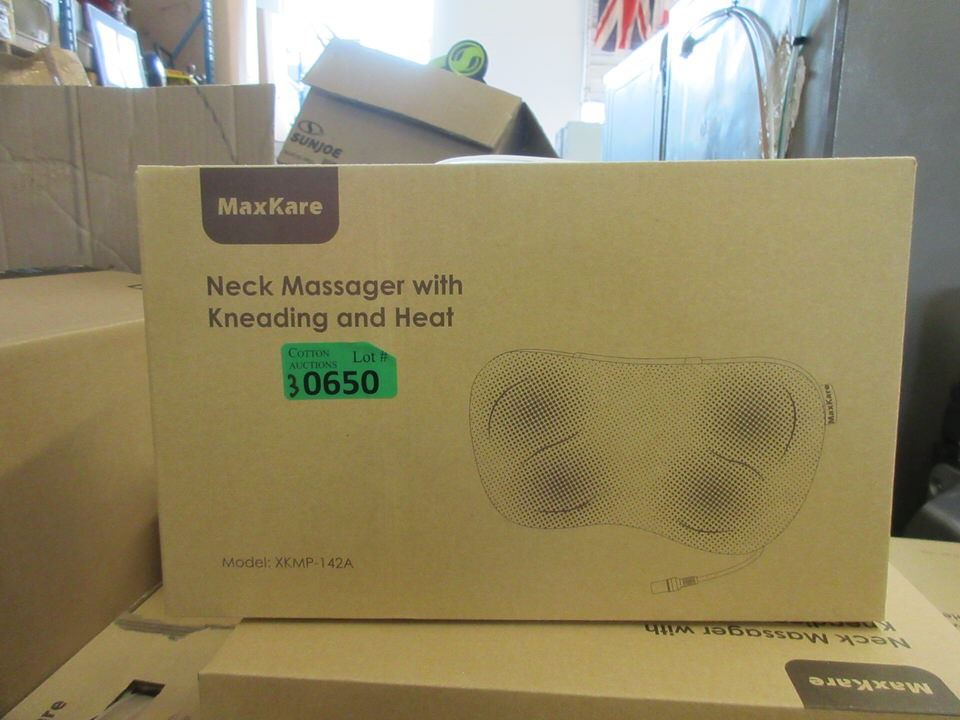 SUNJOE
MaxKare
Neck Massager with
Kneading and Heat
COTTON
AUCTIONS Lot #
30650
MaxKare
Model: XKMP-142A
Neck Massager with
MaxKare